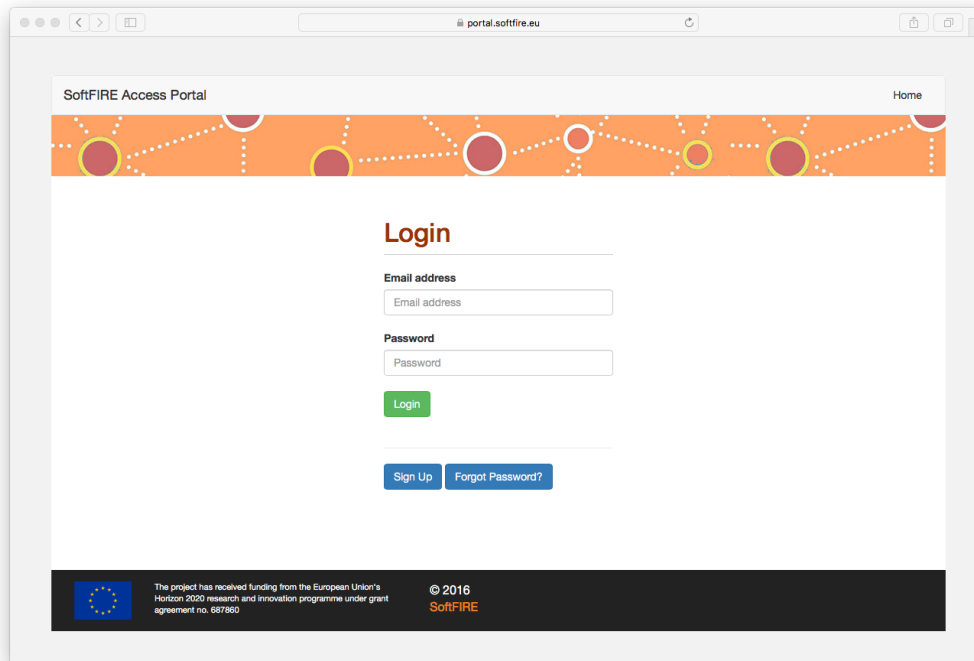 portal.softfire.eu
SoftFIRE Access Portal
Home
Login
Email address
Email address
Password
Password
Login
Sign Up
Forgot Password?
The project has received funding from the European Union's
Horizon 2020 research and innovation programme under grant
agreement no. 687860
© 2016
SoftFIRE